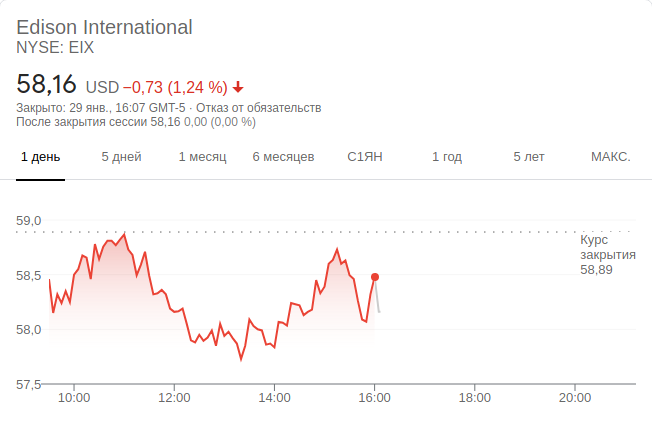 Edison International
NYSE: EIX
58,16 USD −0,73 (1,24 %)
Закрыто: 29 янв., 16:07 GMT-5 · Отказ от обязательств
После закрытия сессии 58,16 0,00 (0,00 %)
1 день 5 дней 1 месяц 6 месяцев С1ЯН 1 год 5 лет МАКС.
59,0
Курс
закрытия
58,89
58,5
58,0
57,5
10:00 12:00 14:00 16:00 18:00 20:00